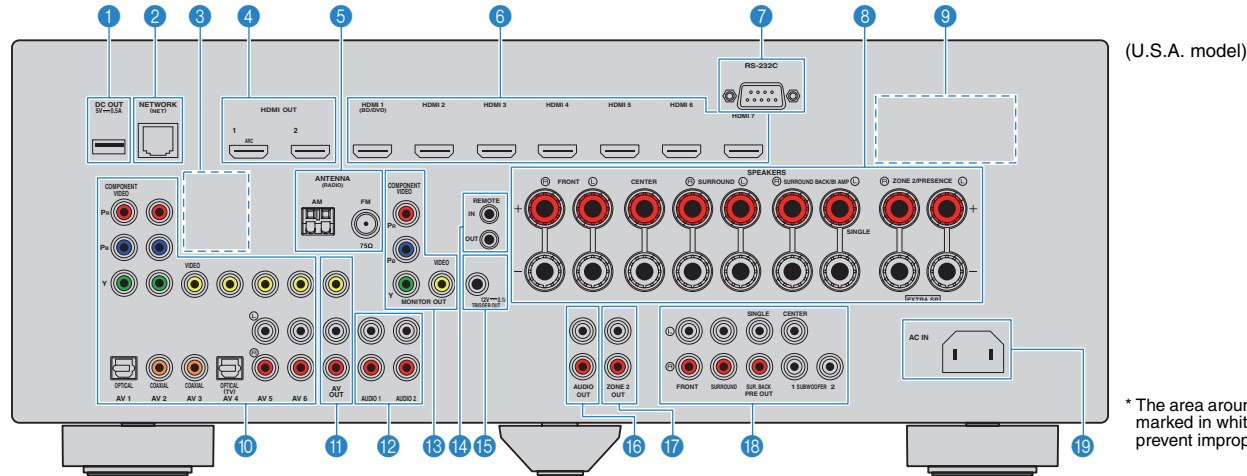 1 2 3 4 5 6 7 8 9
(U.S.A. model)
RS-232C
DC OUT
5V 0.5A
NETWORK
(NET)
HDMI OUT
1 ARC 2
HDMI 1
(BD/DVD)
HDMI 2
HDMI 3
HDMI 4
HDMI 5
HDMI 6
HDMI 7
SPEAKERS
R FRONT L
CENTER
R SURROUND L
R SURROUND BACK/BI AMP L
R ZONE 2/PRESENCE L
+ +
SINGLE
- -
EXTRA SP
ANTENNA
(RADIO)
AM
FM
75Ω
COMPONENT
VIDEO
PR
PB
Y
VIDEO
COMPONENT
VIDEO
PR
PB
Y
VIDEO
MONITOR OUT
REMOTE
IN
OUT
12V
TRIGGER OUT
L
R
OPTICAL
COAXIAL
COAXIAL
OPTICAL
(TV)
AV 1
AV 2
AV 3
AV 4
AV 5
AV 6
AV
OUT
AUDIO 1
AUDIO 2
AUDIO
OUT
ZONE 2
OUT
SINGLE
CENTER
L
R
FRONT
SURROUND
SUR. BACK
1 SUBWOOFER 2
PRE OUT
AC IN
* The area aroun
marked in whit
prevent improp
10 11 12 13 14 15 16 17 18 19